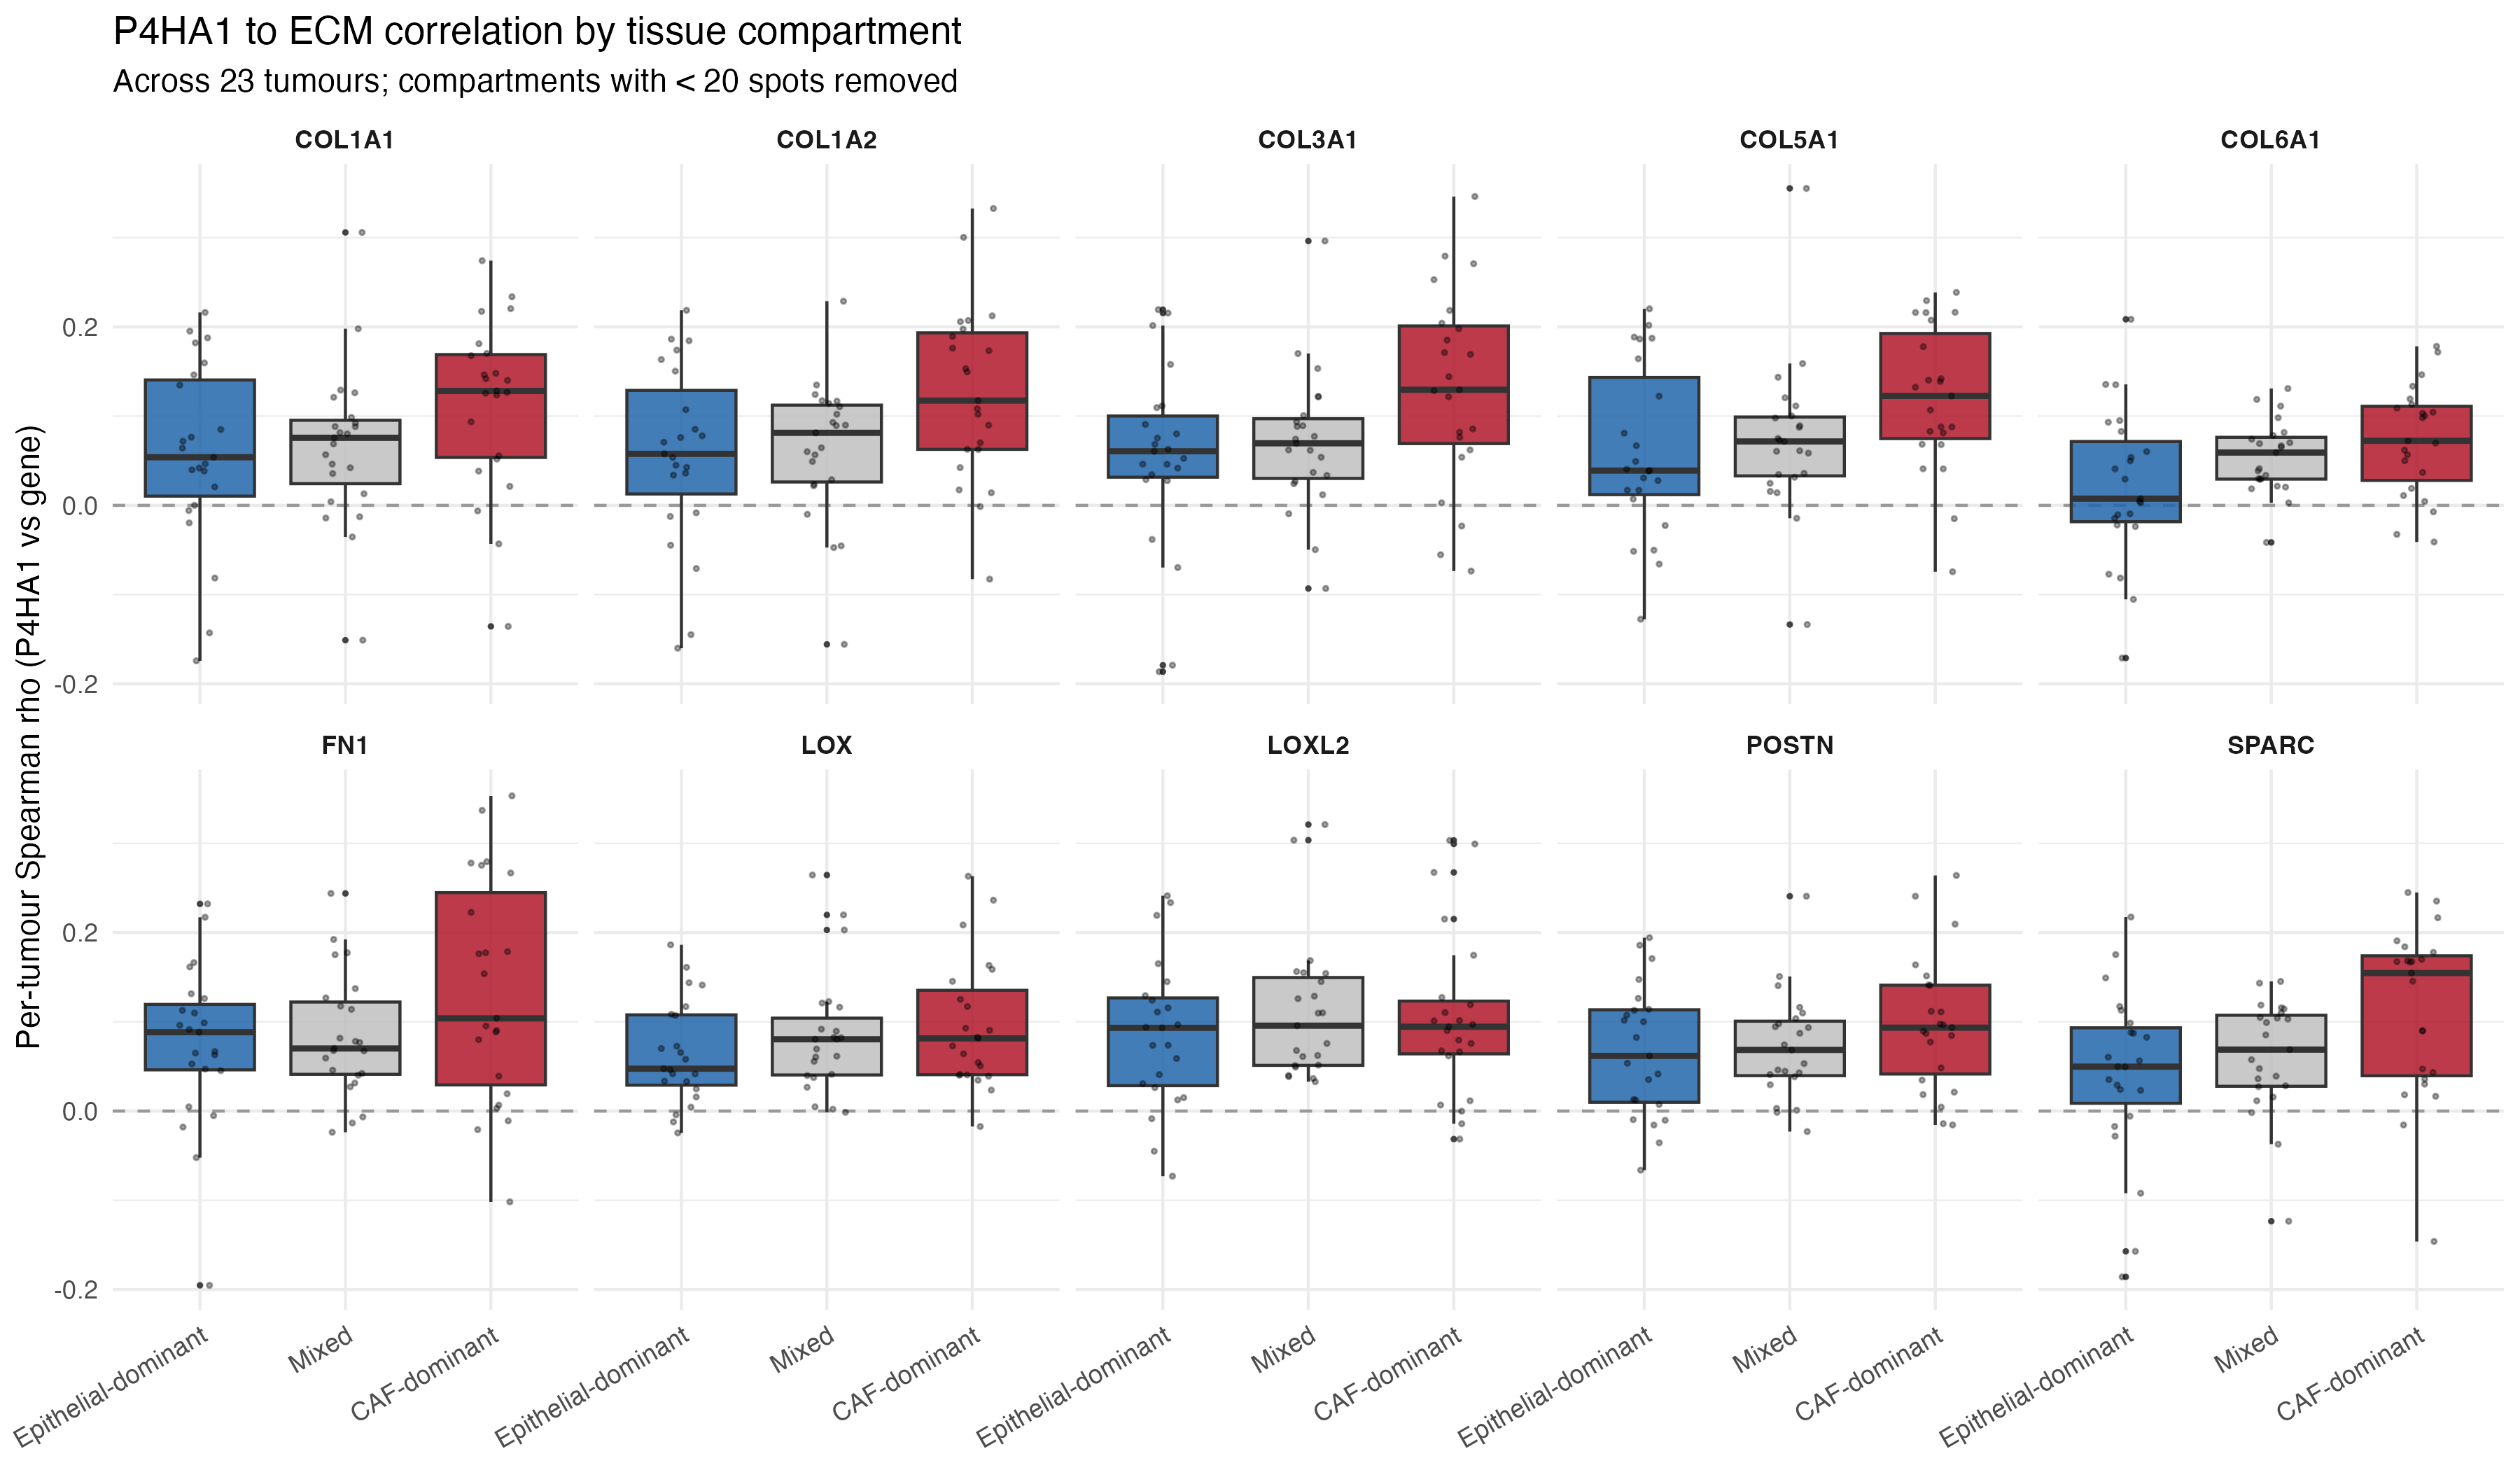 P4HA1 to ECM correlation by tissue compartment
Across 23 tumours; compartments with < 20 spots removed
COL1A1
COL1A2
COL3A1
COL5A1
COL6A1
0.2
0.0
-0.2
Per-tumour Spearman rho (P4HA1 vs gene)
FN1
LOX
LOXL2
POSTN
SPARC
0.2
0.0
-0.2
Epithelial-dominant
Mixed
CAF-dominant
Epithelial-dominant
Mixed
CAF-dominant
Epithelial-dominant
Mixed
CAF-dominant
Epithelial-dominant
Mixed
CAF-dominant
Epithelial-dominant
Mixed
CAF-dominant